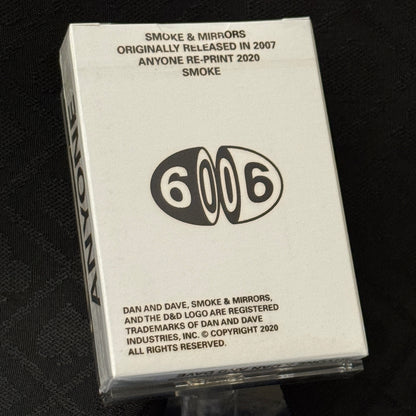 SMOKE & MIRRORS
ORIGINALLY RELEASED IN 2007
ANYONE RE-PRINT 2020
SMOKE
6006
ANYONE
DAN AND DAVE, SMOKE & MIRRORS,
AND THE D&D LOGO ARE REGISTERED
TRADEMARKS OF DAN AND DAVE
INDUSTRIES, INC. © COPYRIGHT 2020
ALL RIGHTS RESERVED.